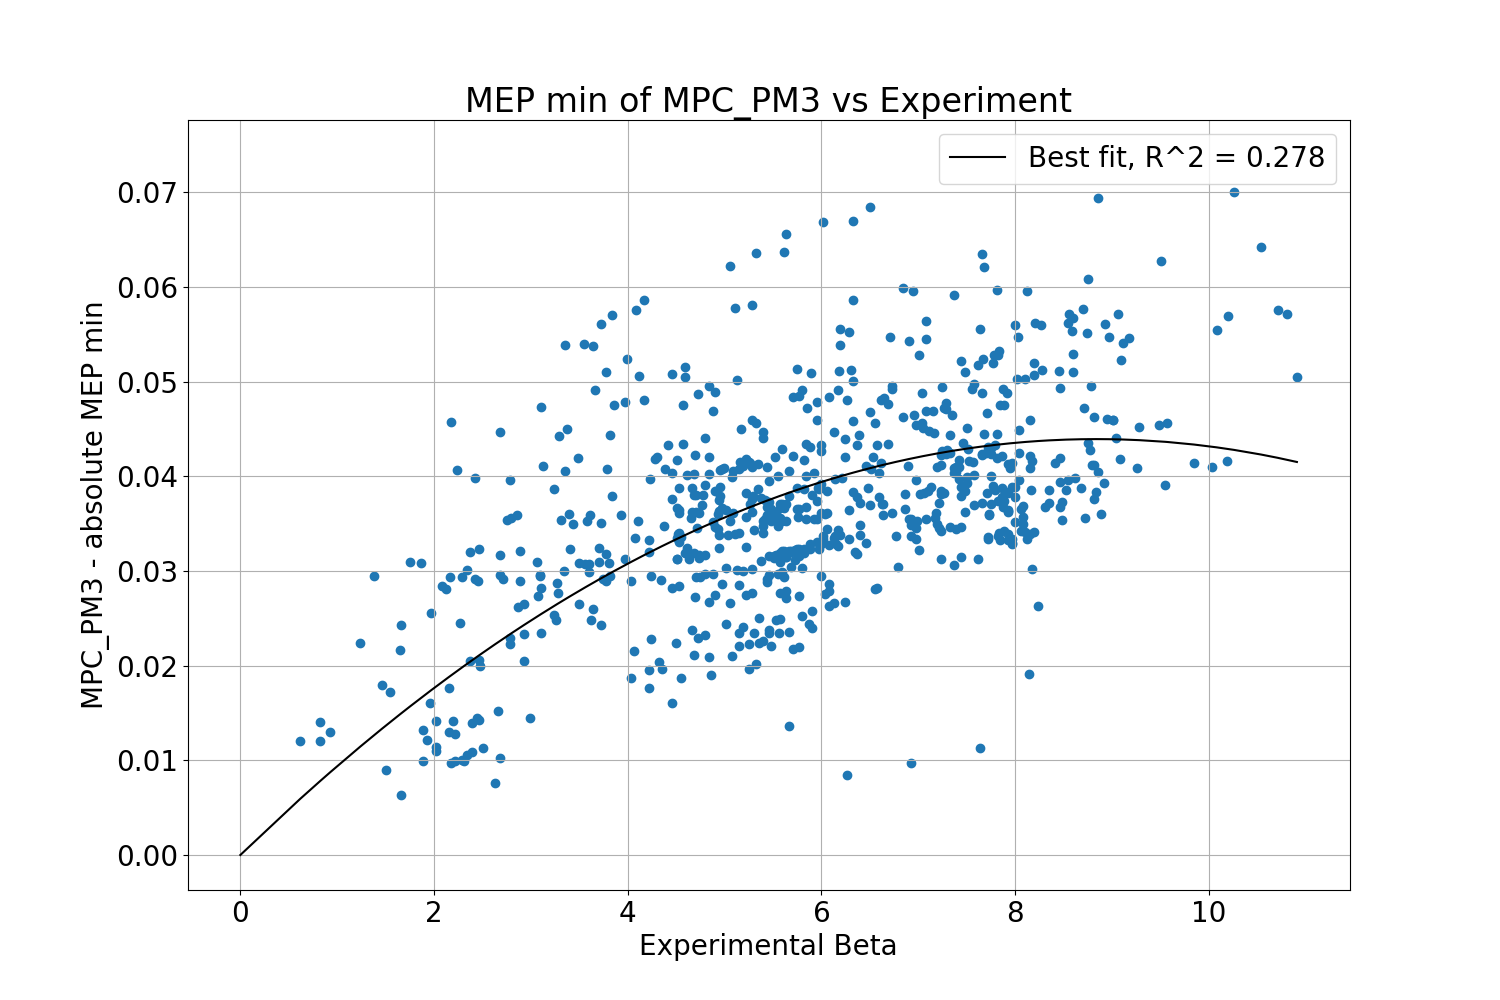 MEP min of MPC_PM3 vs Experiment
Best fit, R^2 = 0.278
MPC_PM3 - absolute MEP min
0.07
0.06
0.05
0.04
0.03
0.02
0.01
0.00
0 2 4 6 8 10
Experimental Beta